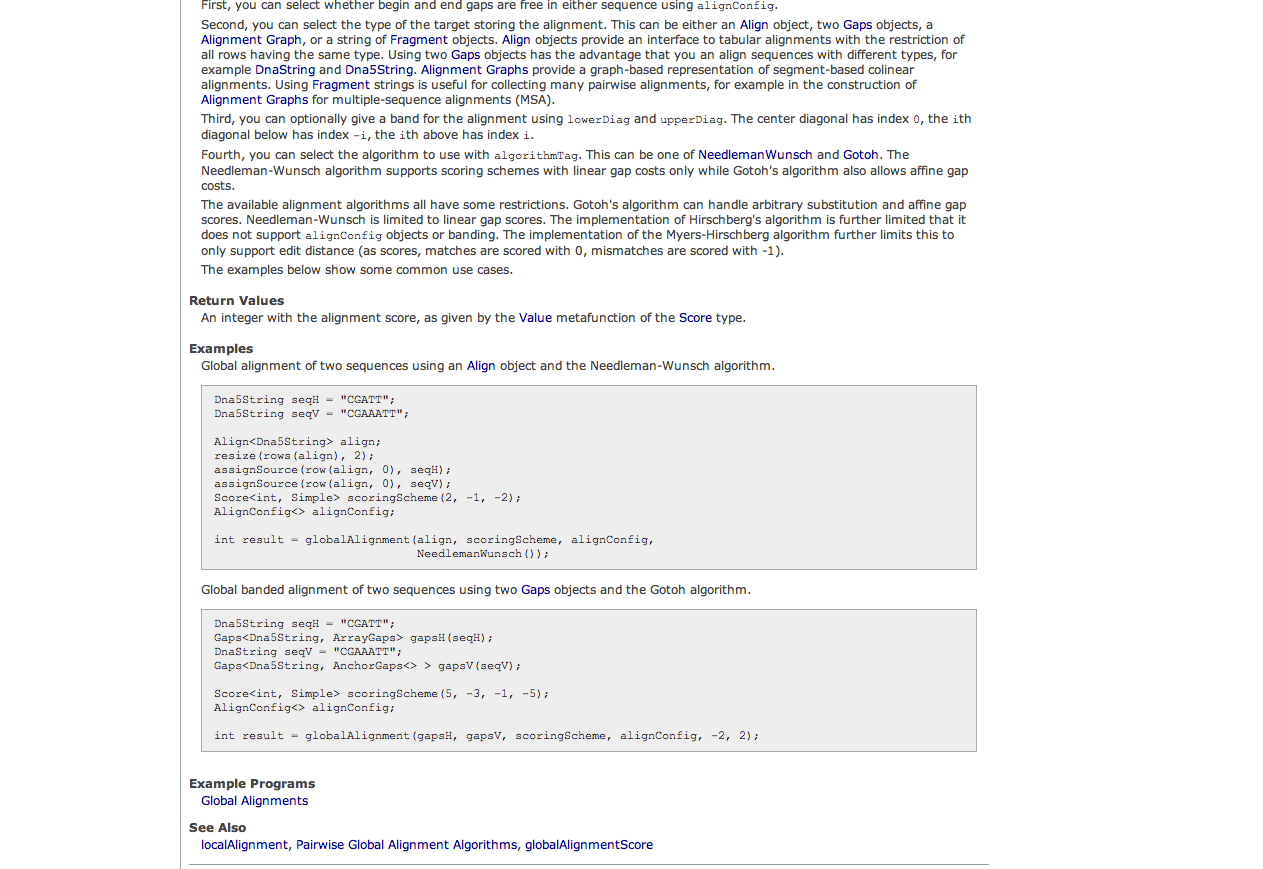 First, you can select whether begin and end gaps are free in either sequence using alignConfig.
Second, you can select the type of the target storing the alignment. This can be either an Align object, two Gaps objects, a
Alignment Graph, or a string of Fragment objects. Align objects provide an interface to tabular alignments with the restriction of
all rows having the same type. Using two Gaps objects has the advantage that you an align sequences with different types, for
example DnaString and Dna5String. Alignment Graphs provide a graph-based representation of segment-based colinear
alignments. Using Fragment strings is useful for collecting many pairwise alignments, for example in the construction of
Alignment Graphs for multiple-sequence alignments (MSA).
Third, you can optionally give a band for the alignment using lowerDiag and upperDiag. The center diagonal has index 0, the ith
diagonal below has index -i, the ith above has index i.
Fourth, you can select the algorithm to use with algorithmTag. This can be one of NeedlemanWunsch and Gotoh. The
Needleman-Wunsch algorithm supports scoring schemes with linear gap costs only while Gotoh's algorithm also allows affine gap
costs.
The available alignment algorithms all have some restrictions. Gotoh's algorithm can handle arbitrary substitution and affine gap
scores. Needleman-Wunsch is limited to linear gap scores. The implementation of Hirschberg's algorithm is further limited that it
does not support alignConfig objects or banding. The implementation of the Myers-Hirschberg algorithm further limits this to
only support edit distance (as scores, matches are scored with 0, mismatches are scored with -1).
The examples below show some common use cases.
Return Values
An integer with the alignment score, as given by the Value metafunction of the Score type.
Examples
Global alignment of two sequences using an Align object and the Needleman-Wunsch algorithm.
Dna5String seqH = "CGATT";
Dna5String seqV = "CGAAATT";
Align<Dna5String> align;
resize(rows(align), 2);
assignSource(row(align, 0), seqH);
assignSource(row(align, 0), seqV);
Score<int, Simple> scoringScheme(2, -1, -2);
AlignConfig<> alignConfig;
int result = globalAlignment(align, scoringScheme, alignConfig,
NeedlemanWunsch());
Global banded alignment of two sequences using two Gaps objects and the Gotoh algorithm.
Dna5String seqH = "CGATT";
Gaps<Dna5String, ArrayGaps> gapsH(seqH);
DnaString seqV = "CGAAATT";
Gaps<Dna5String, AnchorGaps<> > gapsV(seqV);
Score<int, Simple> scoringScheme(5, -3, -1, -5);
AlignConfig<> alignConfig;
int result = globalAlignment(gapsH, gapsV, scoringScheme, alignConfig, -2, 2);
Example Programs
Global Alignments
See Also
localAlignment, Pairwise Global Alignment Algorithms, globalAlignmentScore